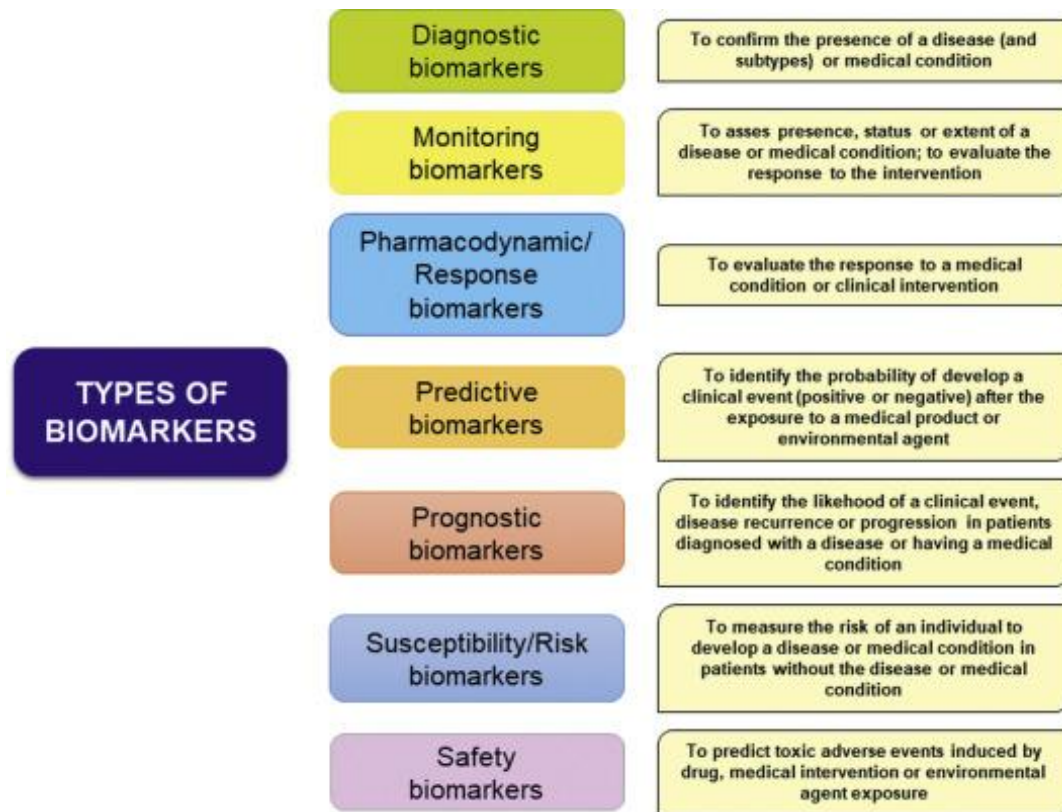 Diagnostic
biomarkers
To confirm the presence of a disease (and
subtypes) or medical condition
Monitoring
biomarkers
To asses presence, status or extent of a
disease or medical condition; to evaluate the
response to the intervention
Pharmacodynamic/
Response
biomarkers
To evaluate the response to a medical
condition or clinical intervention
TYPES OF
BIOMARKERS
Predictive
biomarkers
To identify the probability of develop a
clinical event (positive or negative) after the
exposure to a medical product or
environmental agent
Prognostic
biomarkers
To identify the likehood of a clinical event,
disease recurrence or progression in patients
diagnosed with a disease or having a medical
condition
Susceptibility/Risk
biomarkers
To measure the risk of an individual to
develop a disease or medical condition in
patients without the disease or medical
condition
Safety
biomarkers
To predict toxic adverse events induced by
drug, medical intervention or environmental
agent exposure